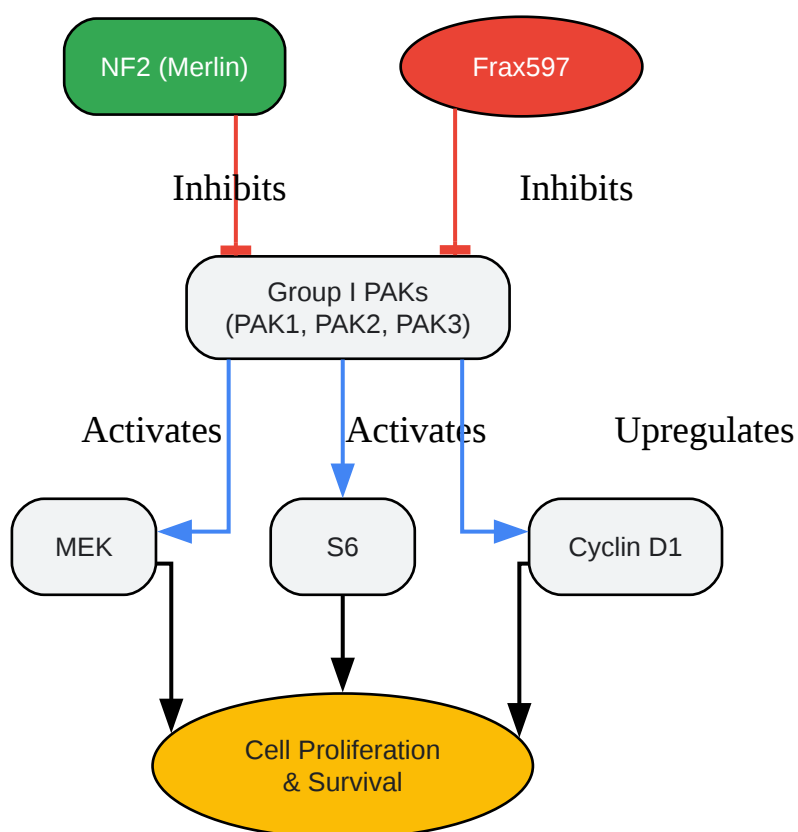 NF2 (Merlin)
Frax597
Inhibits
Inhibits
Group I PAKs
(PAK1, PAK2, PAK3)
Activates
Activates
Upregulates
MEK
S6
Cyclin D1
Cell Proliferation
& Survival